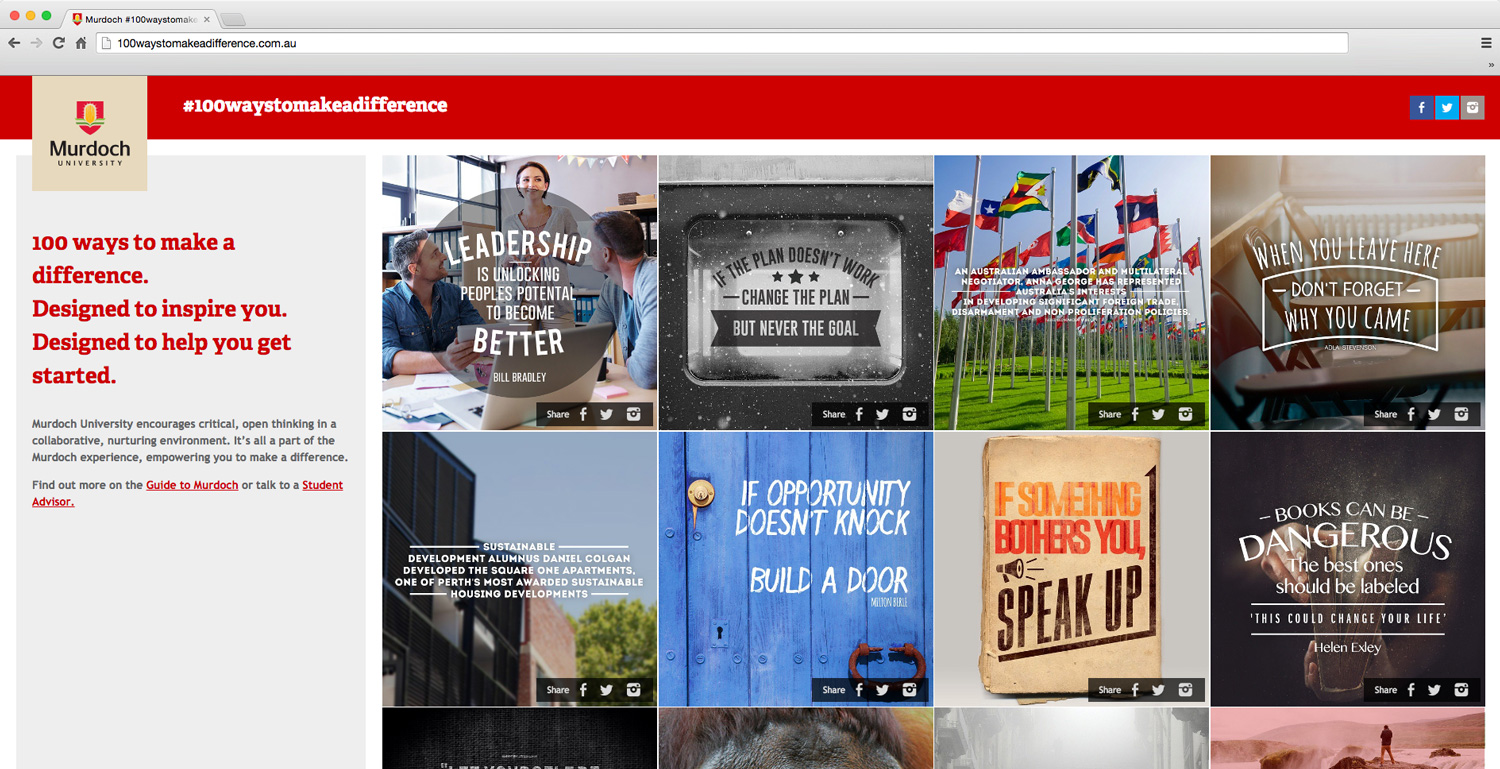 Murdoch #100waystomake
100waystomakeadifference.com.au
»
#100waystomakeadifference
Murdoch
UNIVERSITY
100 ways to make a
difference.
Designed to inspire you.
Designed to help you get
started.
Murdoch University encourages critical, open thinking in a
collaborative, nurturing environment. It's all a part of the
Murdoch experience, empowering you to make a difference.
Find out more on the Guide to Murdoch or talk to a Student
Advisor.
LEADERSHIP
IS UNLOCKING
PEOPLES POTENTIAL
TO BECOME
BETTER
BILL BRADLEY
Share
IF THE PLAN DOESN'T WORK
CHANGE THE PLAN
BUT NEVER THE GOAL
Share
AN AUSTRALIAN AMBASSADOR AND MULTILATERAL
NEGOTIATOR, ANNA GEORGE HAS REPRESENTED
AUSTRALIA'S INTERESTS
IN DEVELOPING SIGNIFICANT FOREIGN TRADE,
DISARMAMENT AND NON PROLIFERATION POLICIES.
Share
WHEN YOU LEAVE HERE
DON'T FORGET
WHY YOU CAME
ADLAI STEVENSON
Share
SUSTAINABLE
DEVELOPMENT ALUMNUS DANIEL COLGAN
DEVELOPED THE SQUARE ONE APARTMENTS,
ONE OF PERTH'S MOST AWARDED SUSTAINABLE
HOUSING DEVELOPMENTS
Share
IF OPPORTUNITY
DOESN'T KNOCK
BUILD A DOOR
MILTON BERLE
Share
IF SOMETHING
BOTHERS YOU,
SPEAK UP
Share
BOOKS CAN BE
DANGEROUS
The best ones
should be labeled
'THIS COULD CHANGE YOUR LIFE'
Helen Exley
Share